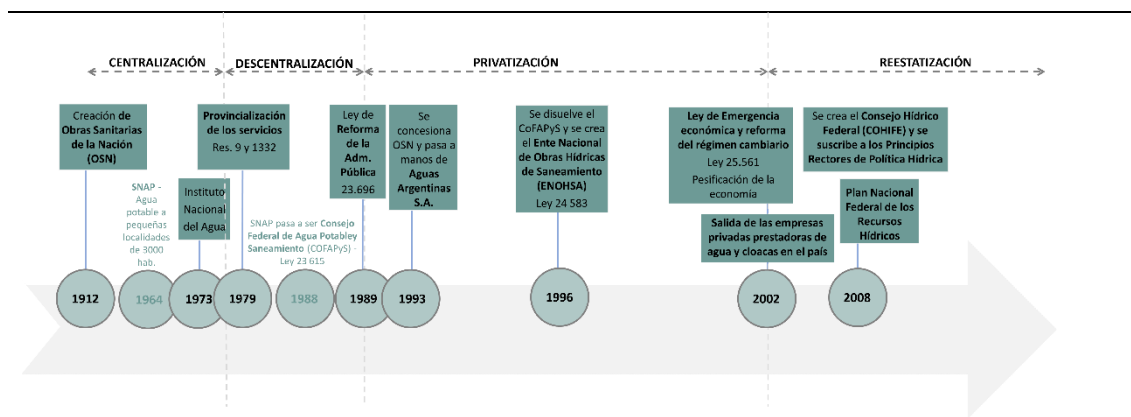 CENTRALIZACIÓN
DESCENTRALIZACIÓN
PRIVATIZACIÓN
REESTATIZACIÓN
Creación de
Obras Sanitarias
de la Nación
(OSN)
SNAP -
Agua
potable a
pequeñas
localidades
de 3000
hab.
Instituto
Nacional
del Agua
Provincialización
de los servicios
Res. 9 y 1332
SNAP pasa a ser Consejo
Federal de Agua Potabley
Saneamiento (COFAPyS) -
Ley 23 615
Ley de
Reforma
de la
Adm.
Pública
23.696
Se
concesiona
OSN y pasa a
manos de
Aguas
Argentinas
S.A.
Se disuelve el
CoFAPyS y se crea
el Ente Nacional
de Obras Hídricas
de Saneamiento
(ENOHSA)
Ley 24 583
Ley de Emergencia
económica y reforma
del régimen cambiario
Ley 25.561
Pesificación de la
economía
Salida de las empresas
privadas prestadoras de
agua y cloacas en el país
Se crea el Consejo Hídrico
Federal (COHIFE) y se
suscribe a los Principios
Rectores de Política Hídrica
Plan Nacional
Federal de los
Recursos
Hídricos
1912
1964
1973
1979
1988
1989
1993
1996
2002
2008